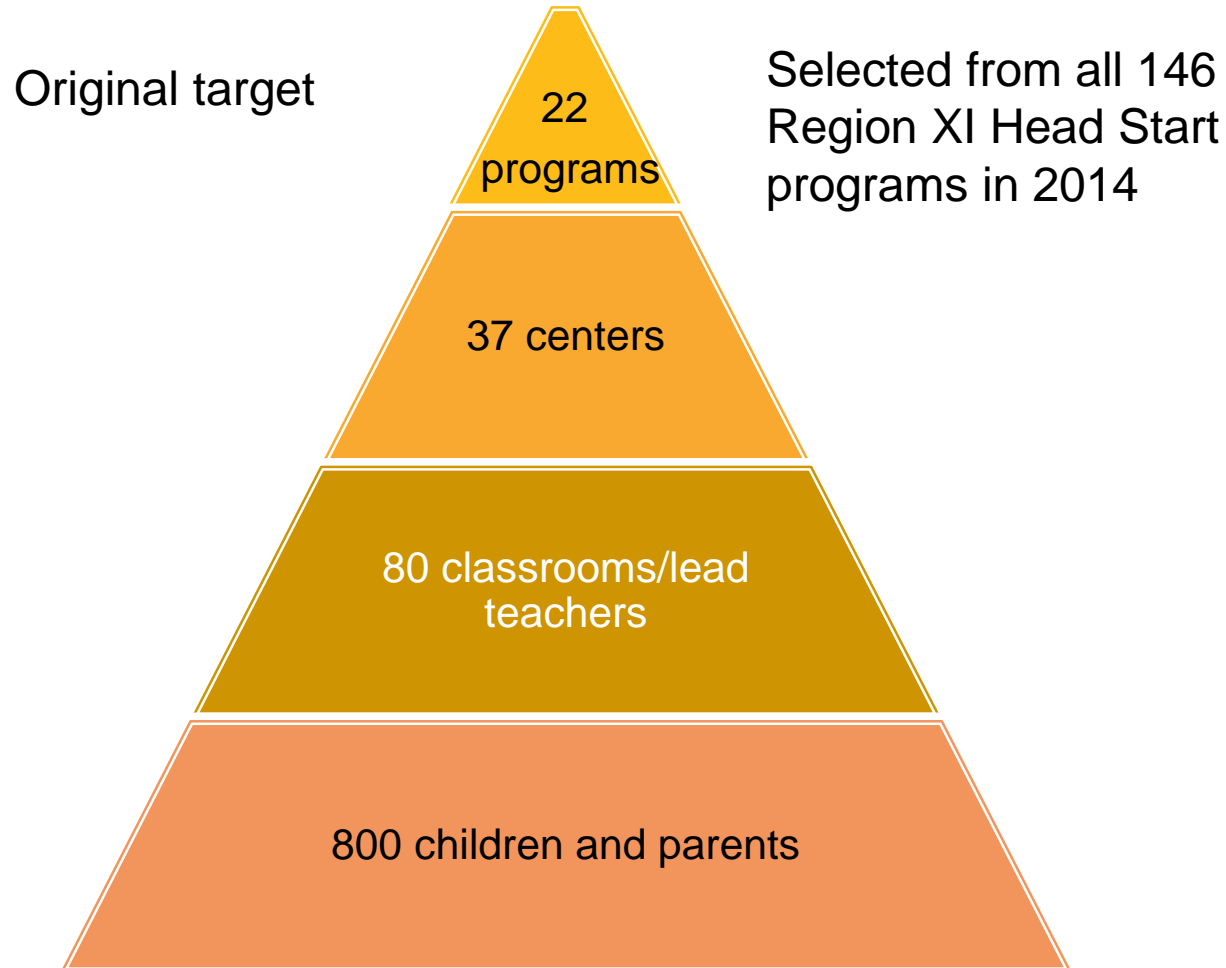 Original target
Selected from all 146
Region XI Head Start
programs in 2014
22
programs
37 centers
80 classrooms/lead
teachers
800 children and parents